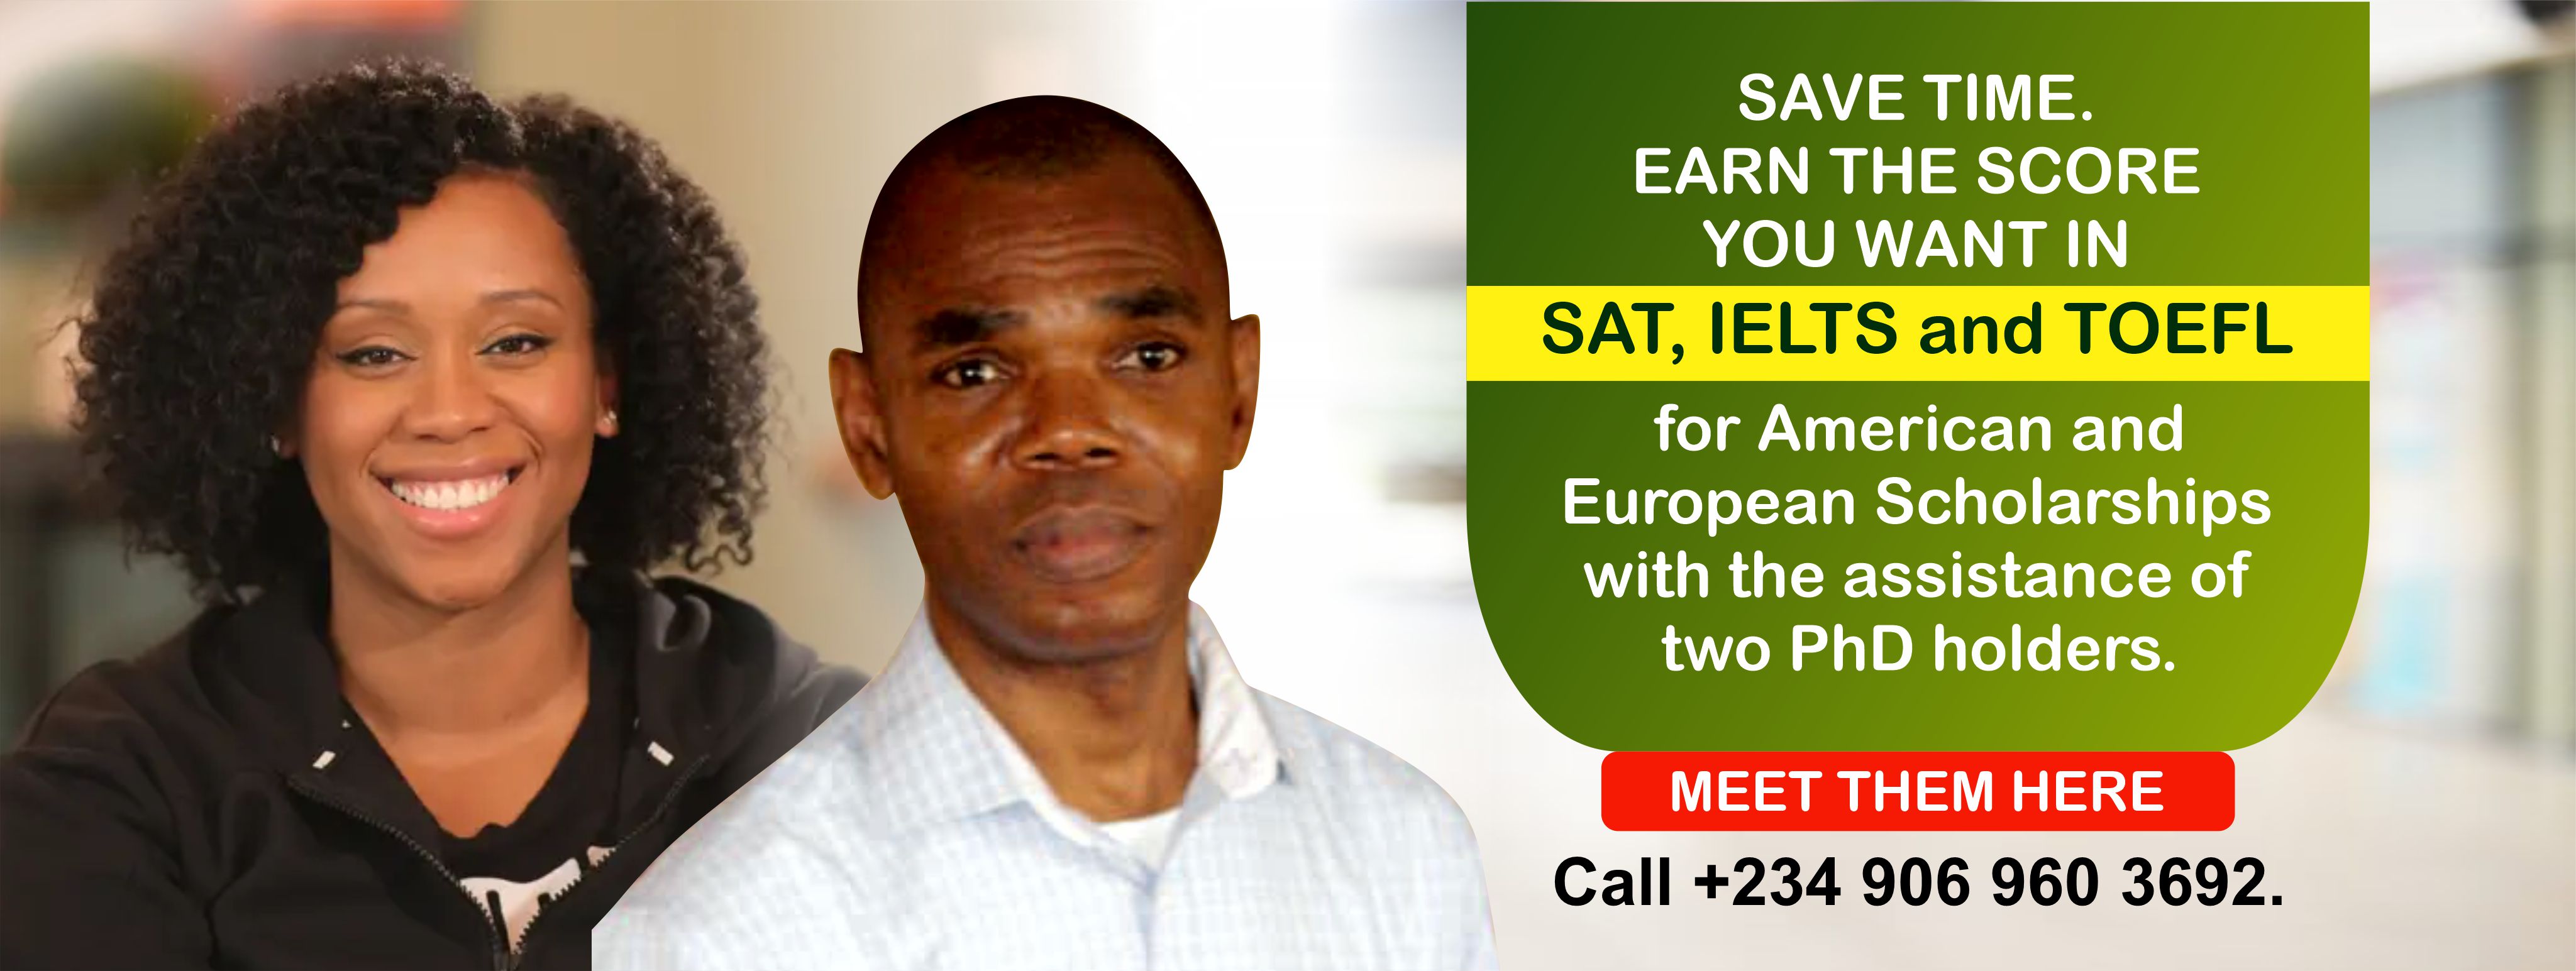 SAVE TIME.
EARN THE SCORE
YOU WANT IN
SAT, IELTS and TOEFL
for American and
European Scholarships
with the assistance of
two PhD holders.
MEET THEM HERE
Call +234 906 960 3692.